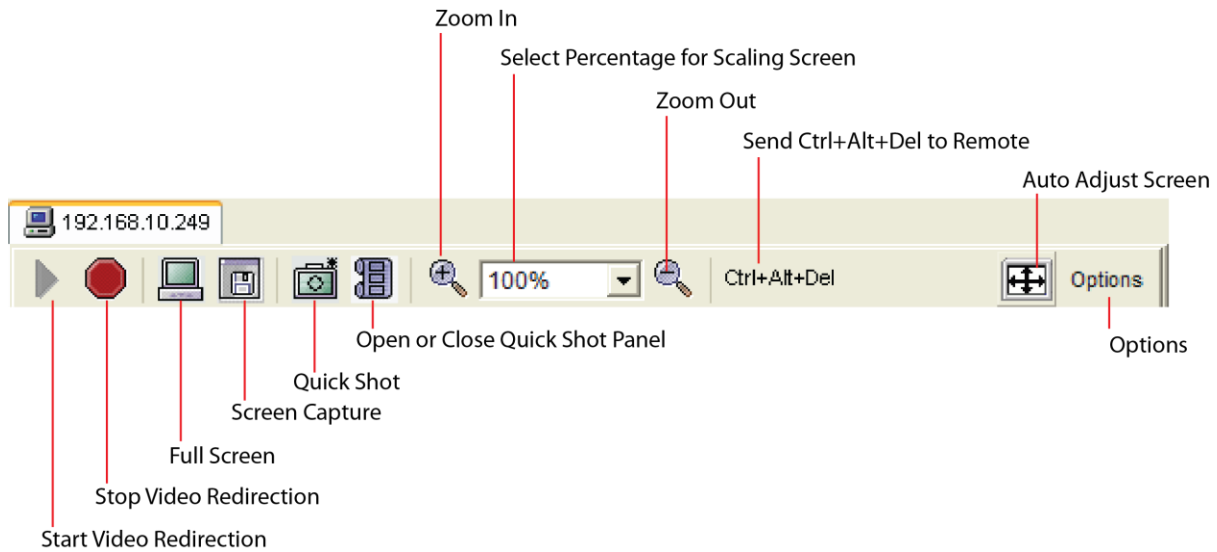 Zoom In
Select Percentage for Scaling Screen
Zoom Out
Send Ctrl+Alt+Del to Remote
Auto Adjust Screen
192.168.10.249
100%
Ctrl+Alt+Del
Options
Open or Close Quick Shot Panel
Options
Quick Shot
Screen Capture
Full Screen
Stop Video Redirection
Start Video Redirection